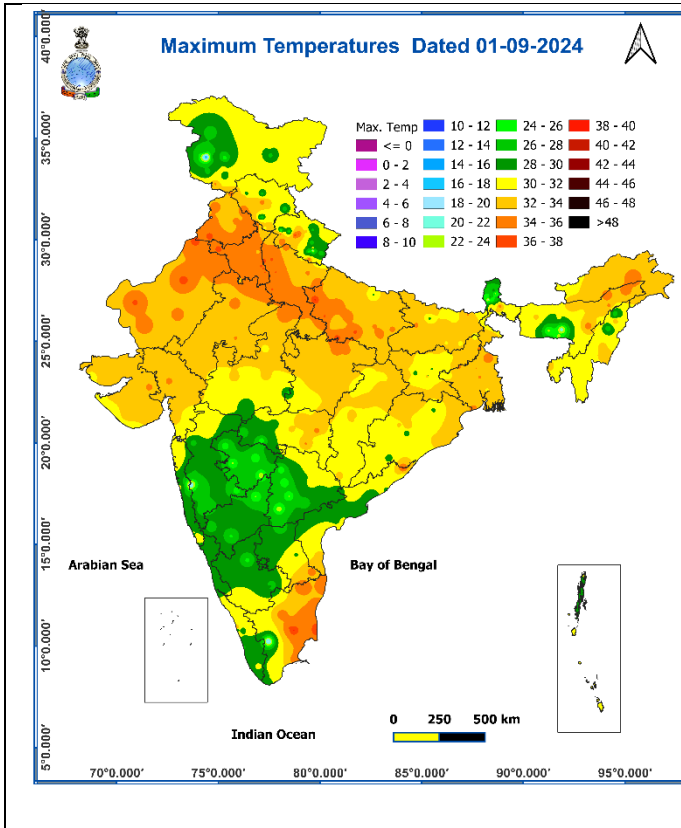 Maximum Temperatures Dated 01-09-2024
Max. Temp
<= 0
0 - 2
2 - 4
4 - 6
6 - 8
8 - 10
10 - 12
12 - 14
14 - 16
16 - 18
18 - 20
20 - 22
22 - 24
24 - 26
26 - 28
28 - 30
30 - 32
32 - 34
34 - 36
36 - 38
38 - 40
40 - 42
42 - 44
44 - 46
46 - 48
>48
40°0.000'
35°0.000'
30°0.000'
25°0.000'
20°0.000'
15°0.000'
10°0.000'
5°0.000'
Arabian Sea
Bay of Bengal
Indian Ocean
0 250 500 km
70°0.000' 75°0.000' 80°0.000' 85°0.000' 90°0.000' 95°0.000'